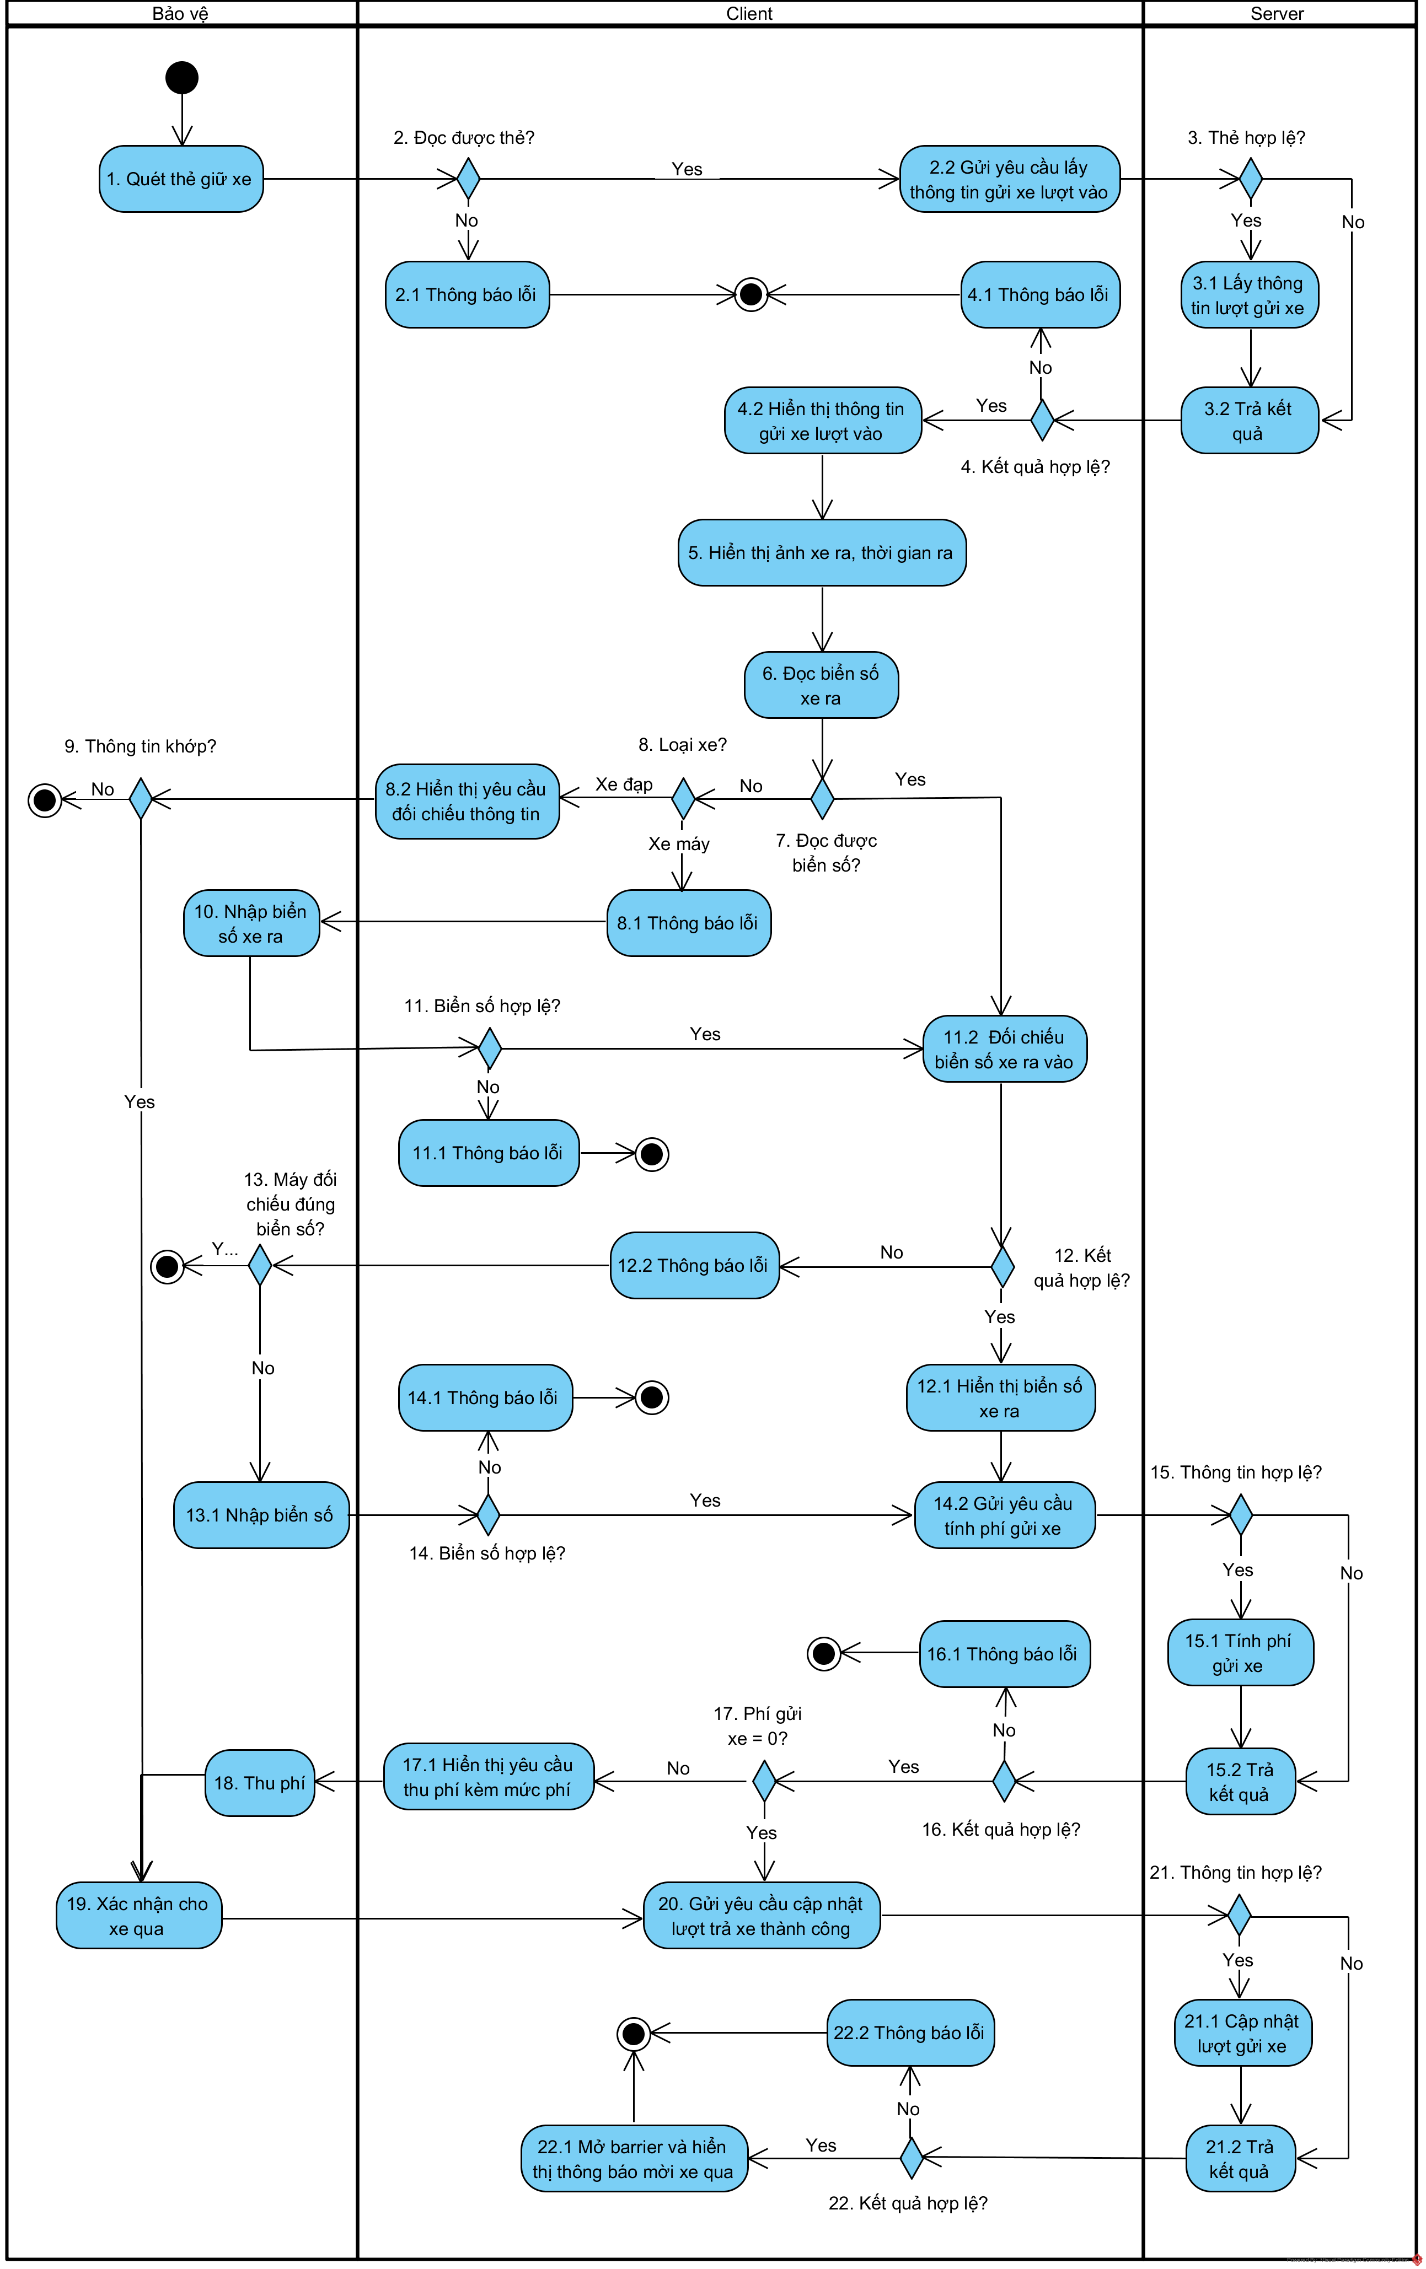 Bảo vệ
Client
Server
2. Đọc được thẻ?
3. Thẻ hợp lệ?
1. Quét thẻ giữ xe
Yes
2.2 Gửi yêu cầu lấy
thông tin gửi xe lượt vào
No
Yes
No
2.1 Thông báo lỗi
4.1 Thông báo lỗi
3.1 Lấy thông
tin lượt gửi xe
No
4.2 Hiển thị thông tin
gửi xe lượt vào
Yes
3.2 Trả kết
quả
4. Kết quả hợp lệ?
5. Hiển thị ảnh xe ra, thời gian ra
6. Đọc biển số
xe ra
9. Thông tin khớp?
8. Loại xe?
No
8.2 Hiển thị yêu cầu
đối chiếu thông tin
Xe đạp
No
Yes
Xe máy
7. Đọc được
biển số?
10. Nhập biển
số xe ra
8.1 Thông báo lỗi
11. Biển số hợp lệ?
Yes
11.2 Đối chiếu
biển số xe ra vào
No
Yes
11.1 Thông báo lỗi
13. Máy đối
chiếu đúng
biển số?
Y...
12.2 Thông báo lỗi
No
12. Kết
quả hợp lệ?
Yes
No
14.1 Thông báo lỗi
12.1 Hiển thị biển số
xe ra
No
15. Thông tin hợp lệ?
13.1 Nhập biển số
Yes
14.2 Gửi yêu cầu
tính phí gửi xe
14. Biển số hợp lệ?
Yes
No
16.1 Thông báo lỗi
15.1 Tính phí
gửi xe
17. Phí gửi
xe = 0?
No
18. Thu phí
17.1 Hiển thị yêu cầu
thu phí kèm mức phí
No
Yes
15.2 Trả
kết quả
Yes
16. Kết quả hợp lệ?
21. Thông tin hợp lệ?
19. Xác nhận cho
xe qua
20. Gửi yêu cầu cập nhật
lượt trả xe thành công
Yes
No
22.2 Thông báo lỗi
21.1 Cập nhật
lượt gửi xe
No
22.1 Mở barrier và hiển
thị thông báo mời xe qua
Yes
21.2 Trả
kết quả
22. Kết quả hợp lệ?